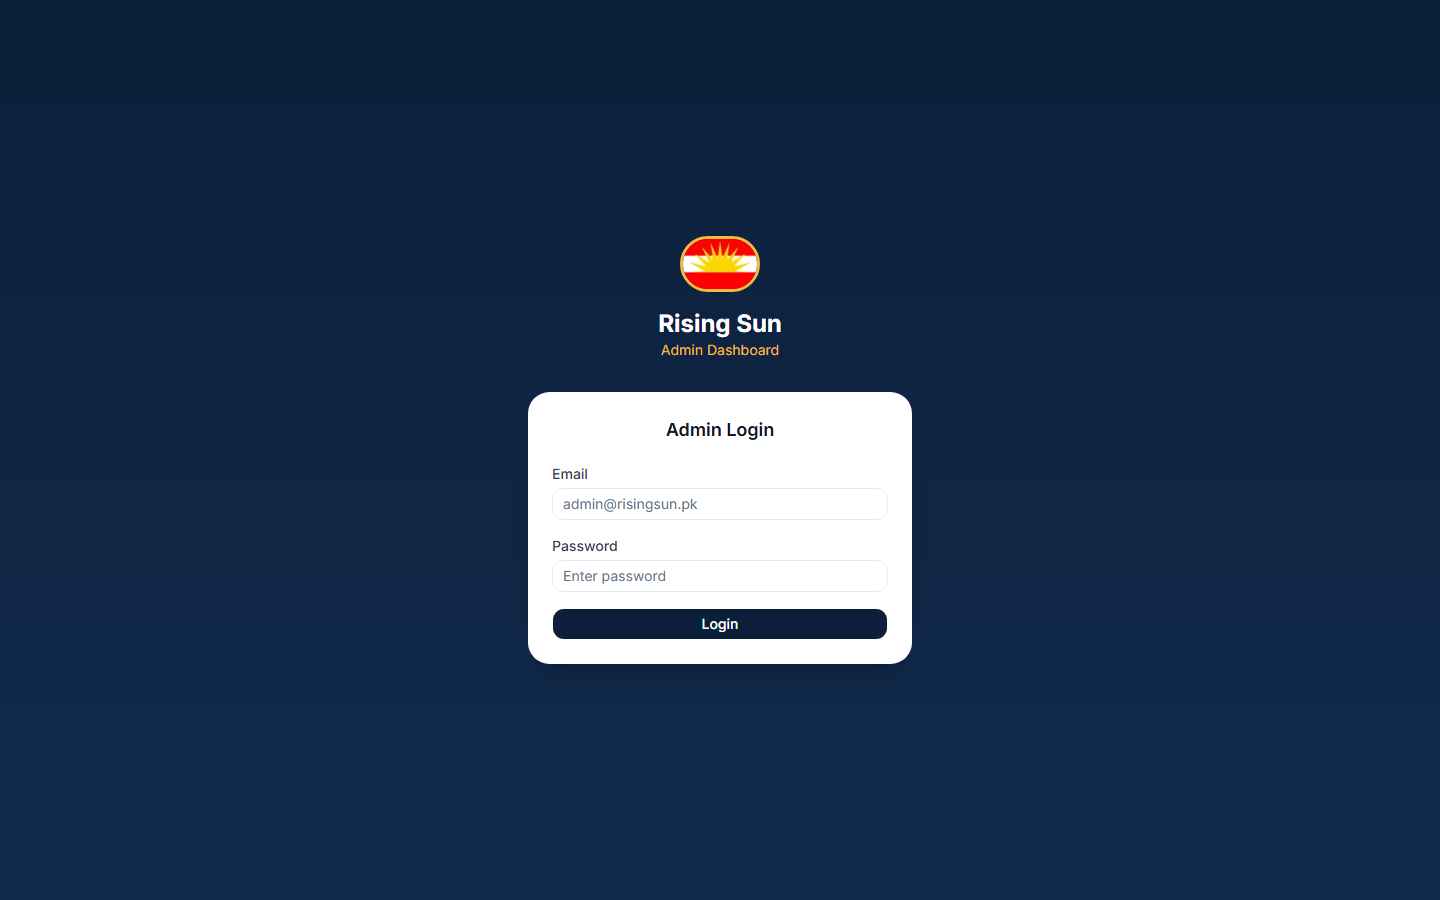 Rising Sun
Admin Dashboard
Admin Login
Email
admin@risingsun.pk
Password
Enter password
Login